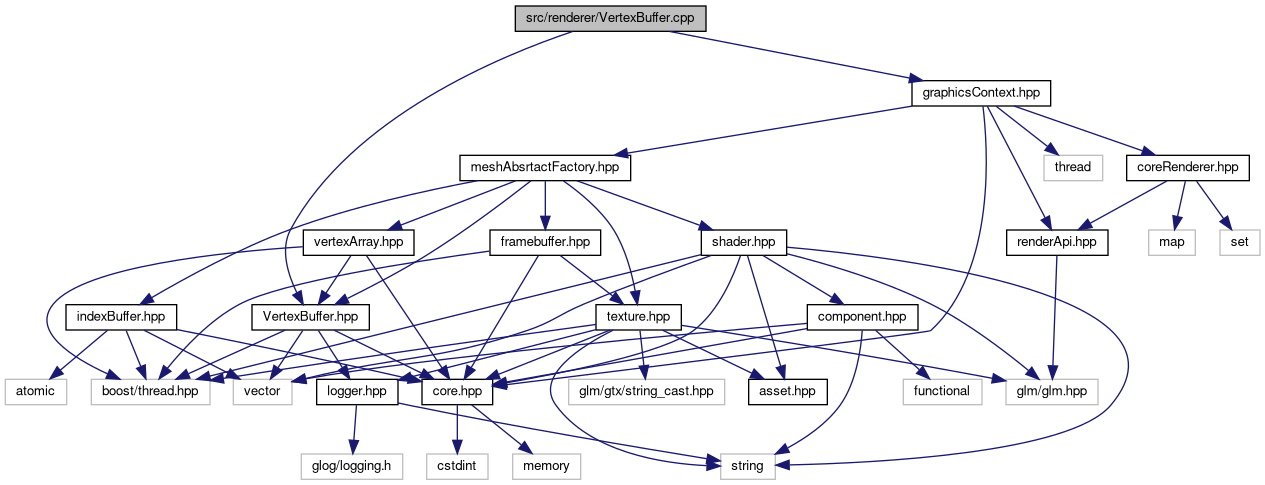 src/renderer/VertexBuffer.cpp
graphicsContext.hpp
meshAbsrtactFactory.hpp
thread
coreRenderer.hpp
vertexArray.hpp
framebuffer.hpp
shader.hpp
renderApi.hpp
map
set
indexBuffer.hpp
VertexBuffer.hpp
texture.hpp
component.hpp
atomic
boost/thread.hpp
vector
logger.hpp
core.hpp
glm/gtx/string_cast.hpp
asset.hpp
functional
glm/glm.hpp
glog/logging.h
cstdint
memory
string